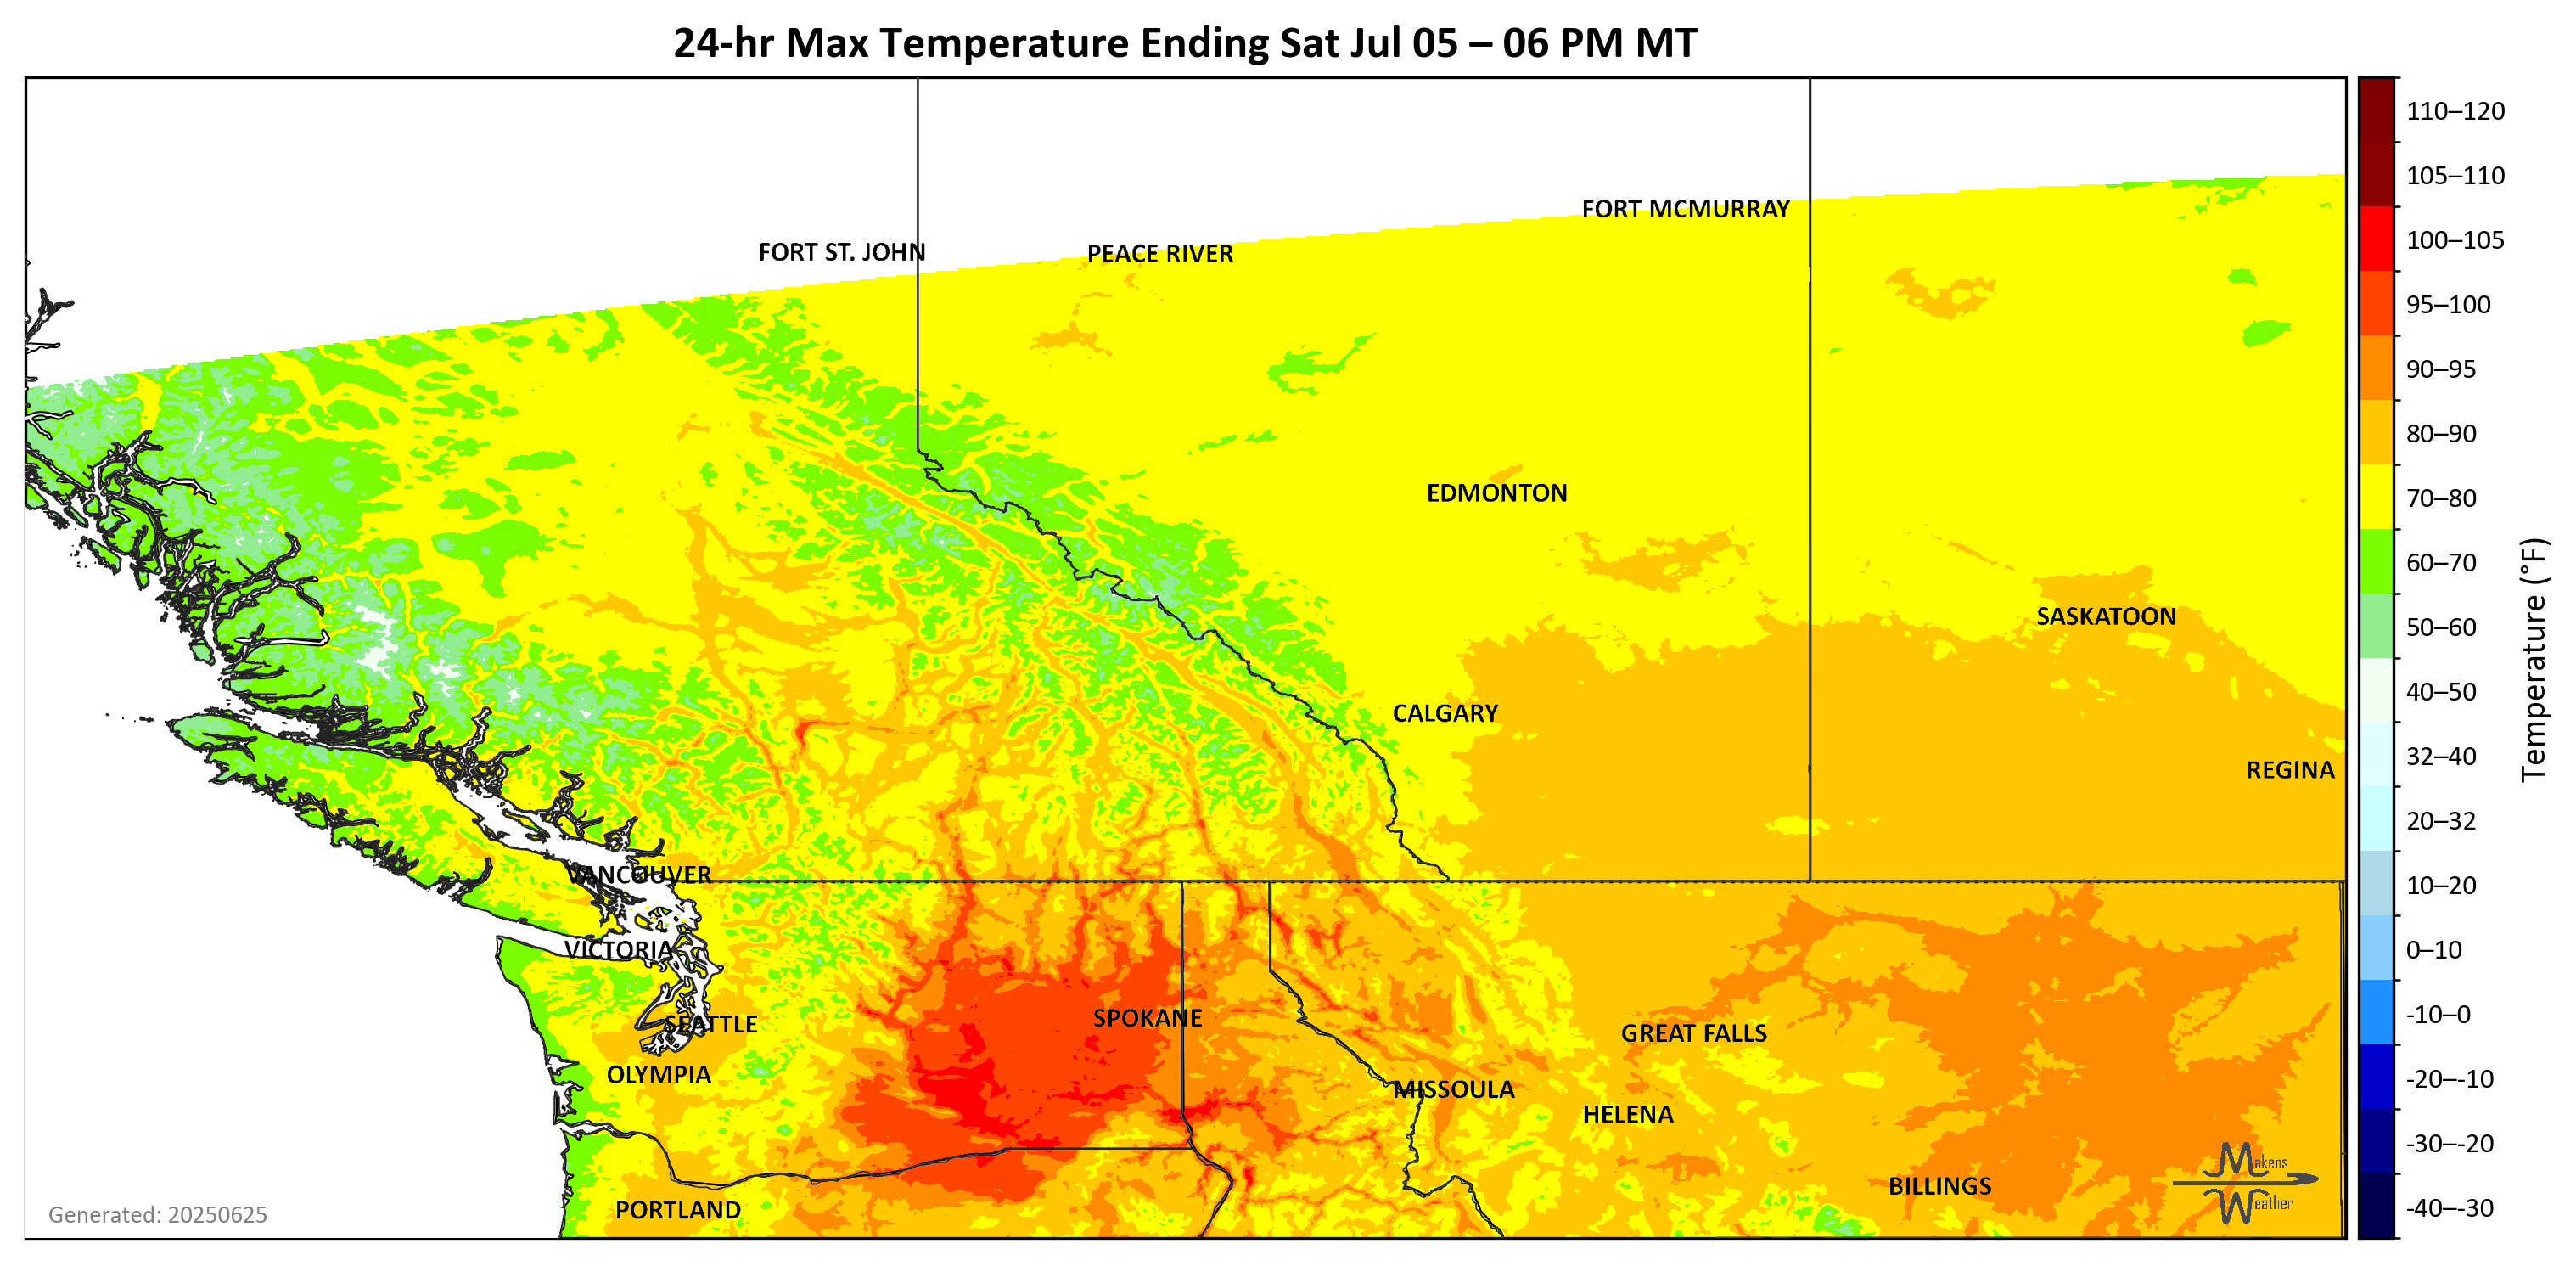 24-hr Max Temperature Ending Sat Jul 05 – 06 PM MT
110–120
105–110
FORT MCMURRAY
100–105
FORT ST. JOHN
PEACE RIVER
95–100
90–95
80–90
EDMONTON
70–80
60–70
SASKATOON
50–60
Temperature (°F)
40–50
CALGARY
32–40
REGINA
20–32
VANCOUVER
10–20
VICTORIA
0–10
SEATTLE
SPOKANE
GREAT FALLS
-10–0
OLYMPIA
MISSOULA
-20–-10
HELENA
-30–-20
Makens
Weather
BILLINGS
PORTLAND
-40–-30
Generated: 20250625